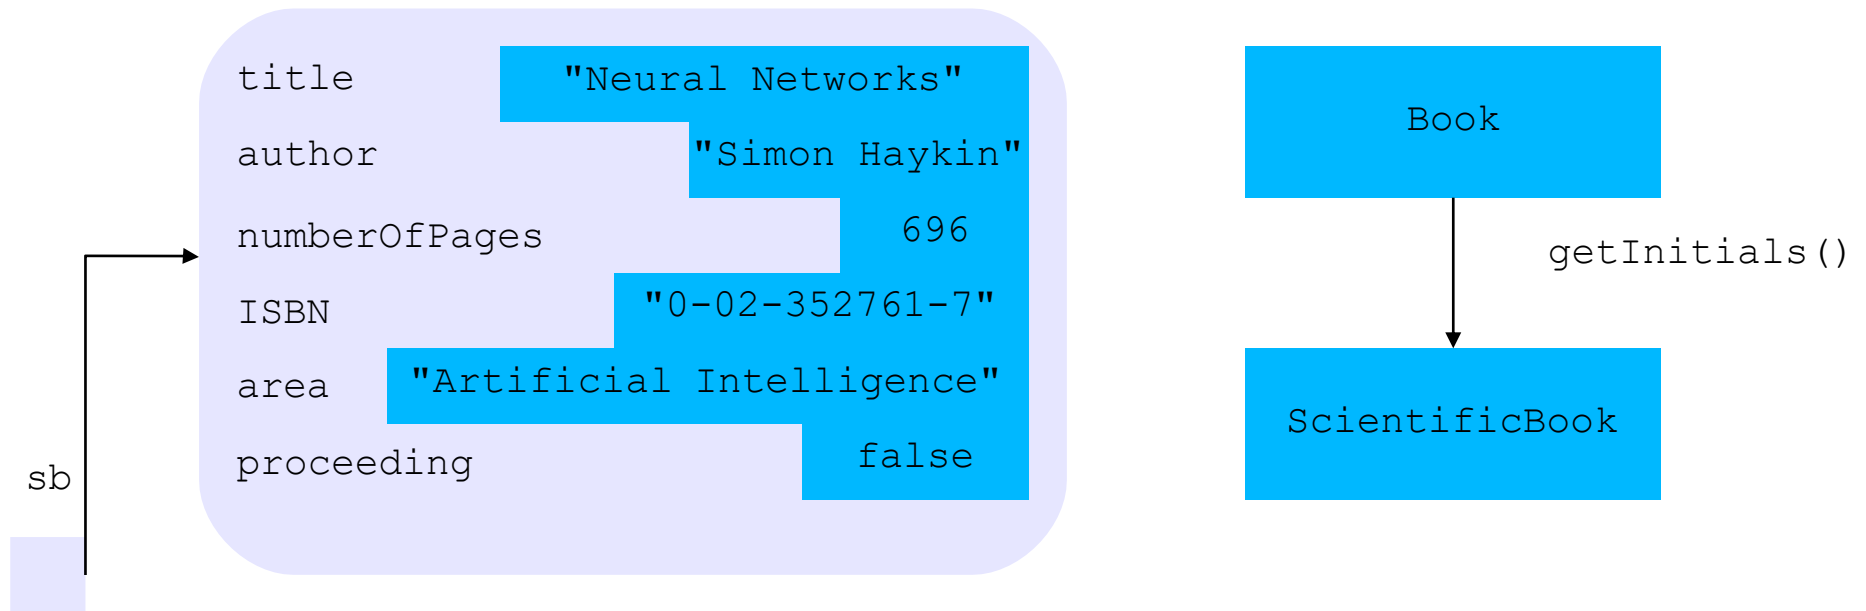 title "Neural Networks"
author "Simon Haykin"
numberOfPages 696
ISBN "0-02-352761-7"
area "Artificial Intelligence"
proceeding false
sb
Book
getInitials()
ScientificBook